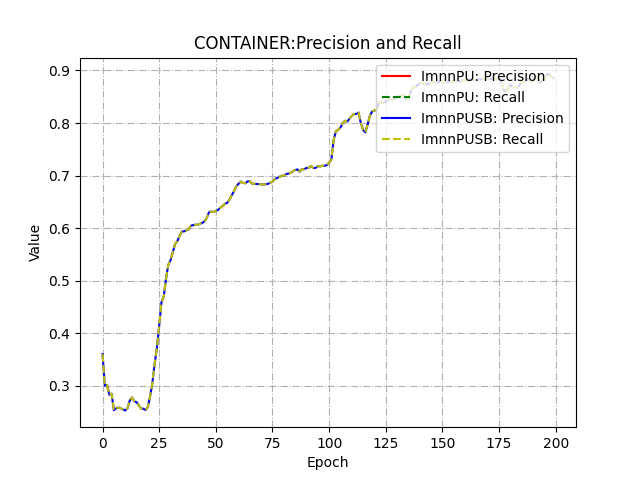 CONTAINER:Precision and Recall
ImnnPU: Precision
ImnnPU: Recall
ImnnPUSB: Precision
ImnnPUSB: Recall
0.9
0.8
0.7
0.6
0.5
0.4
0.3
Value
0 25 50 75 100 125 150 175 200
Epoch